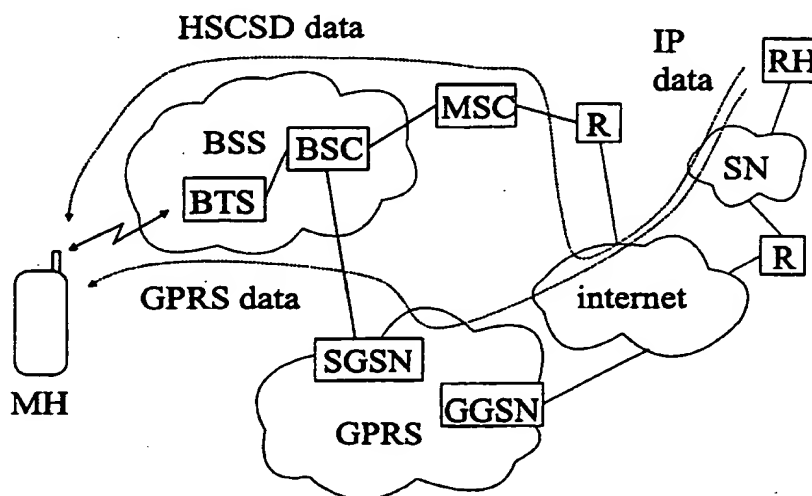 HSCSD data
IP
data
RH
MSC
R
BSS
BSC
SN
BTS
R
internet
GPRS data
SGSN
MH
GGSN
GPRS